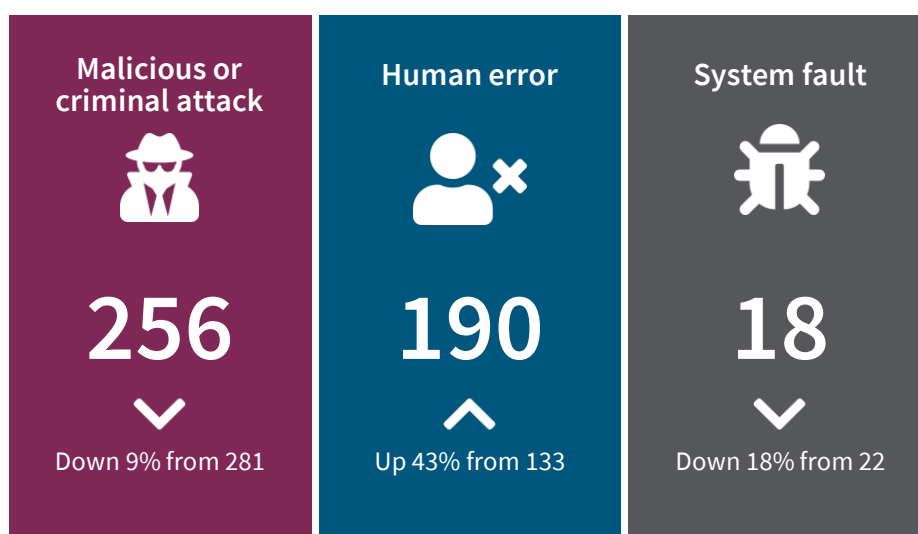 Malicious or
criminal attack
256
Down 9% from 281
Human error
190
Up 43% from 133
System fault
18
Down 18% from 22